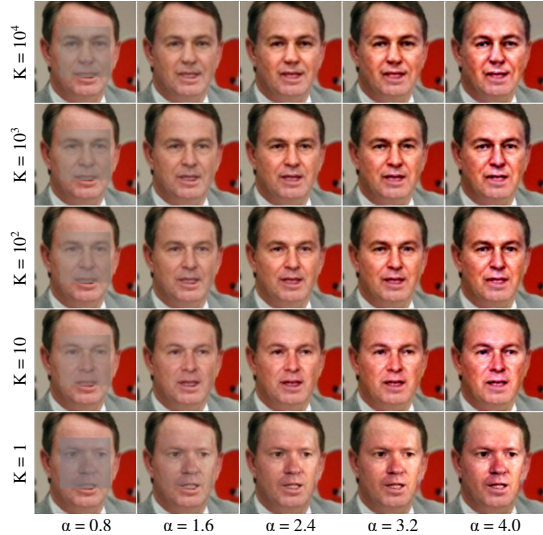 K = 10⁴
K = 10³
K = 10²
K = 10
K = 1
α = 0.8 α = 1.6 α = 2.4 α = 3.2 α = 4.0